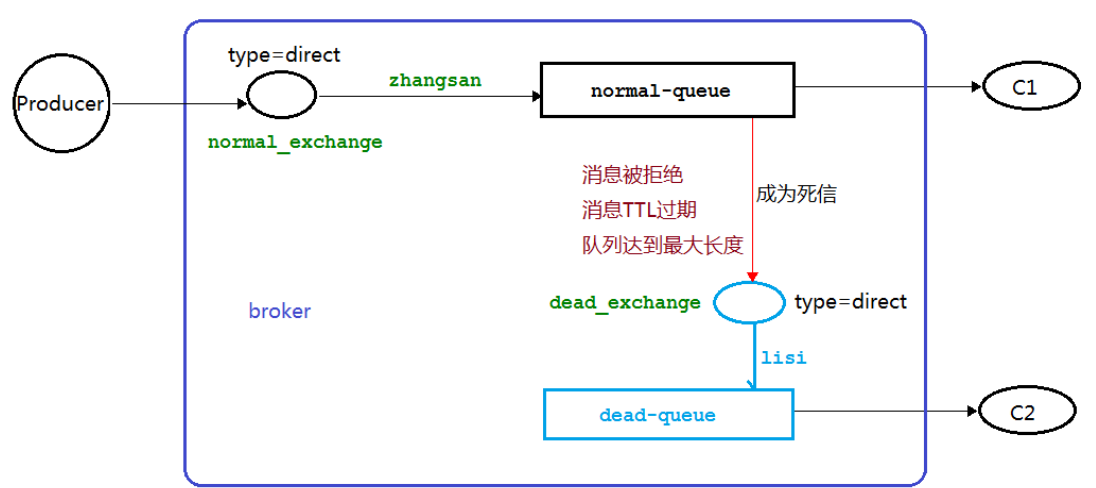 type=direct
Producer
zhangsan
normal-queue
C1
normal_exchange
消息被拒绝
消息TTL过期
队列达到最大长度
成为死信
broker
dead_exchange
type=direct
lisi
dead-queue
C2